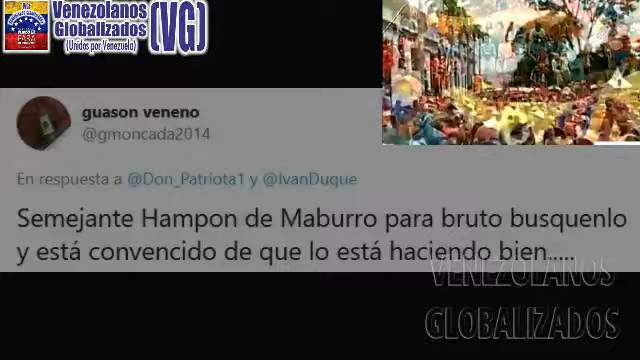 Venezolanos
Globalizados
(Unidos por Venezuela)
(VG)
guason veneno
@gmoncada2014
En respuesta a @Don_Patriota1 y @IvanDuque
Semejante Hampon de Maburro para bruto busquenlo
y está convencido de que lo está haciendo bien.....
VENEZOLANOS
GLOBALIZADOS